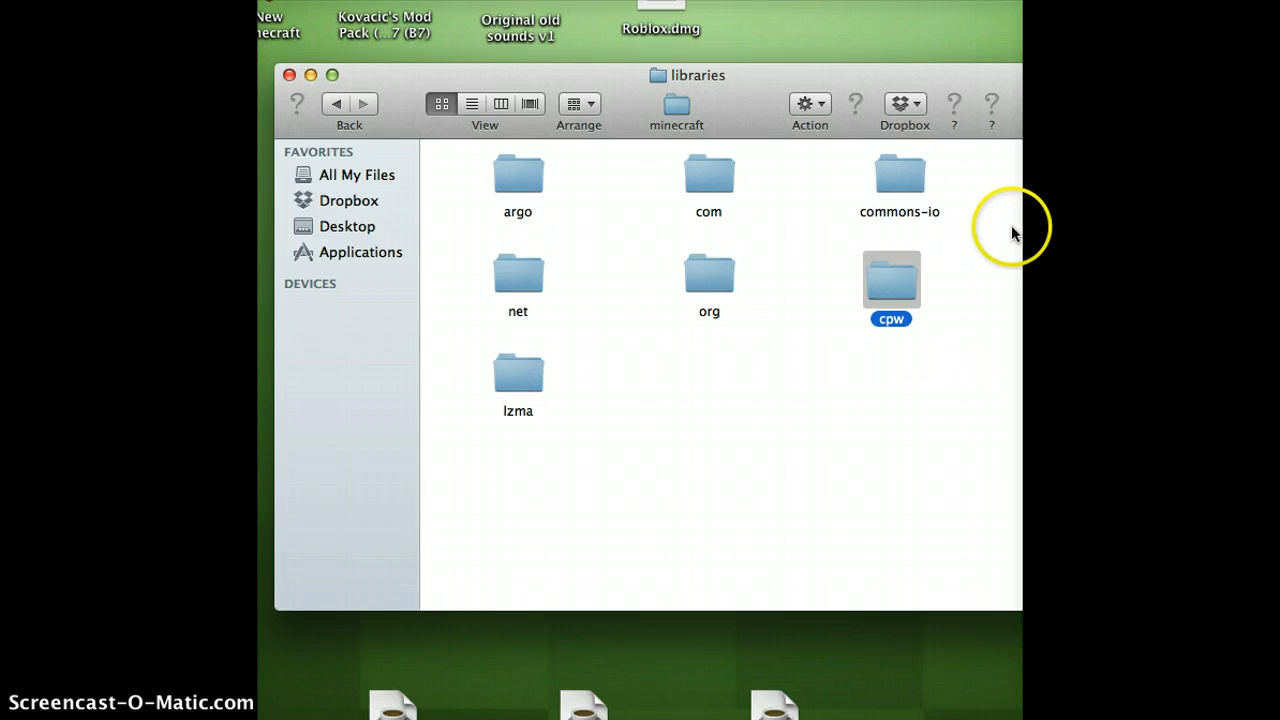 New
necraft
Kovacic's Mod
Pack (...7 (B7)
Original old
sounds v1
Roblox.dmg
libraries
Back
View
Arrange
minecraft
Action
?
Dropbox
?
?
FAVORITES
All My Files
Dropbox
Desktop
Applications
DEVICES
argo
com
commons-io
net
org
cpw
lzma
Screencast-O-Matic.com